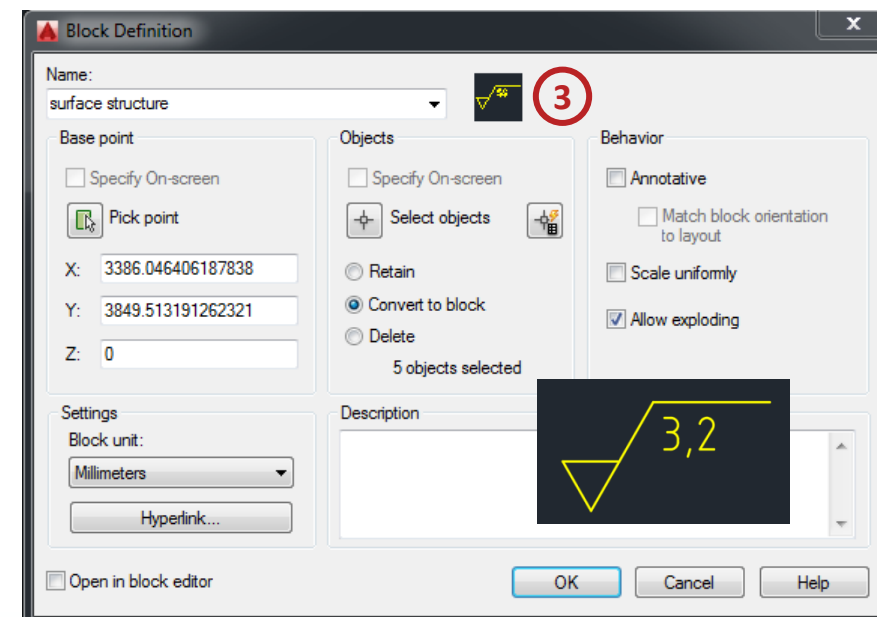 Block Definition
x
Name:
surface structure
3
Base point
Specify On-screen
Pick point
X: 3386.046406187838
Y: 3849.513191262321
Z: 0
Objects
Specify On-screen
Select objects
Retain
Convert to block
Delete
5 objects selected
Behavior
Annotative
Match block orientation
to layout
Scale uniformly
Allow exploding
Settings
Block unit:
Millimeters
Hyperlink...
Description
3,2
Open in block editor
OK Cancel Help